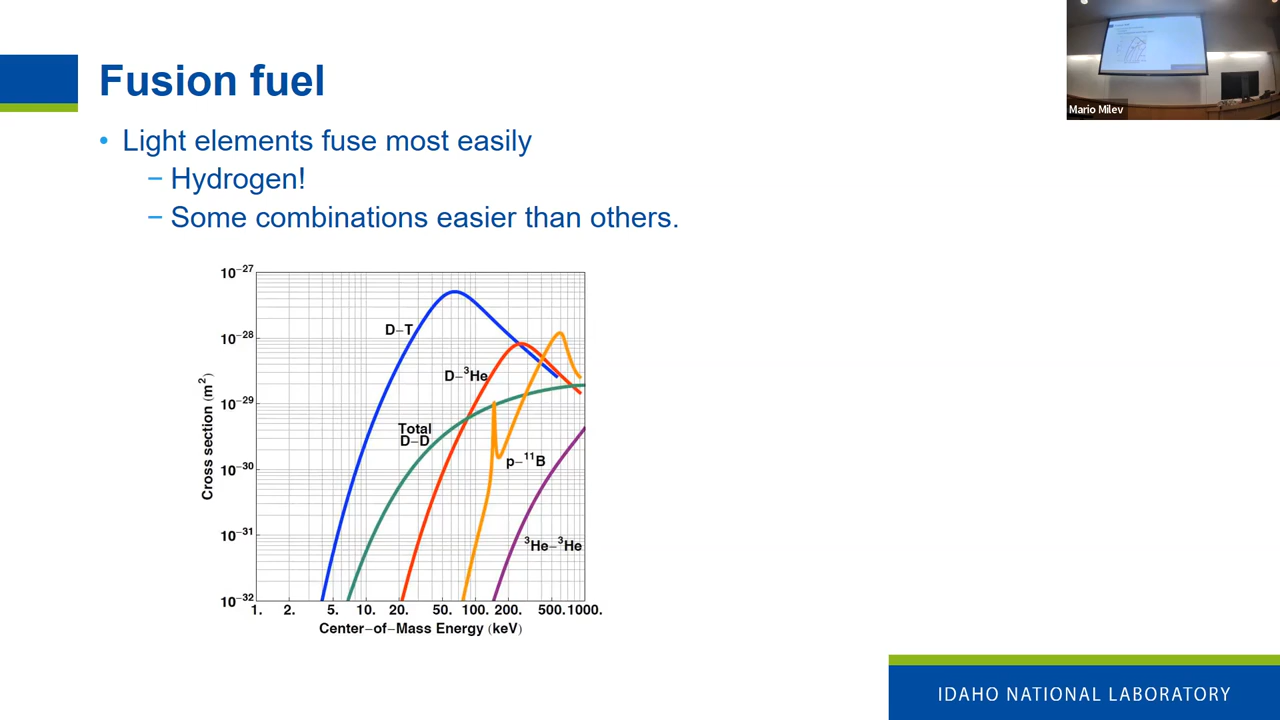 Fusion fuel
Mario Milev
• Light elements fuse most easily
− Hydrogen!
− Some combinations easier than others.
10⁻²⁷
10⁻²⁸
10⁻²⁹
10⁻³⁰
10⁻³¹
10⁻³²
Cross section (m²)
D−T
D−³He
Total
D−D
p−¹¹B
³He−³He
1. 2. 5. 10. 20. 50. 100. 200. 500. 1000.
Center−of−Mass Energy (keV)
IDAHO NATIONAL LABORATORY